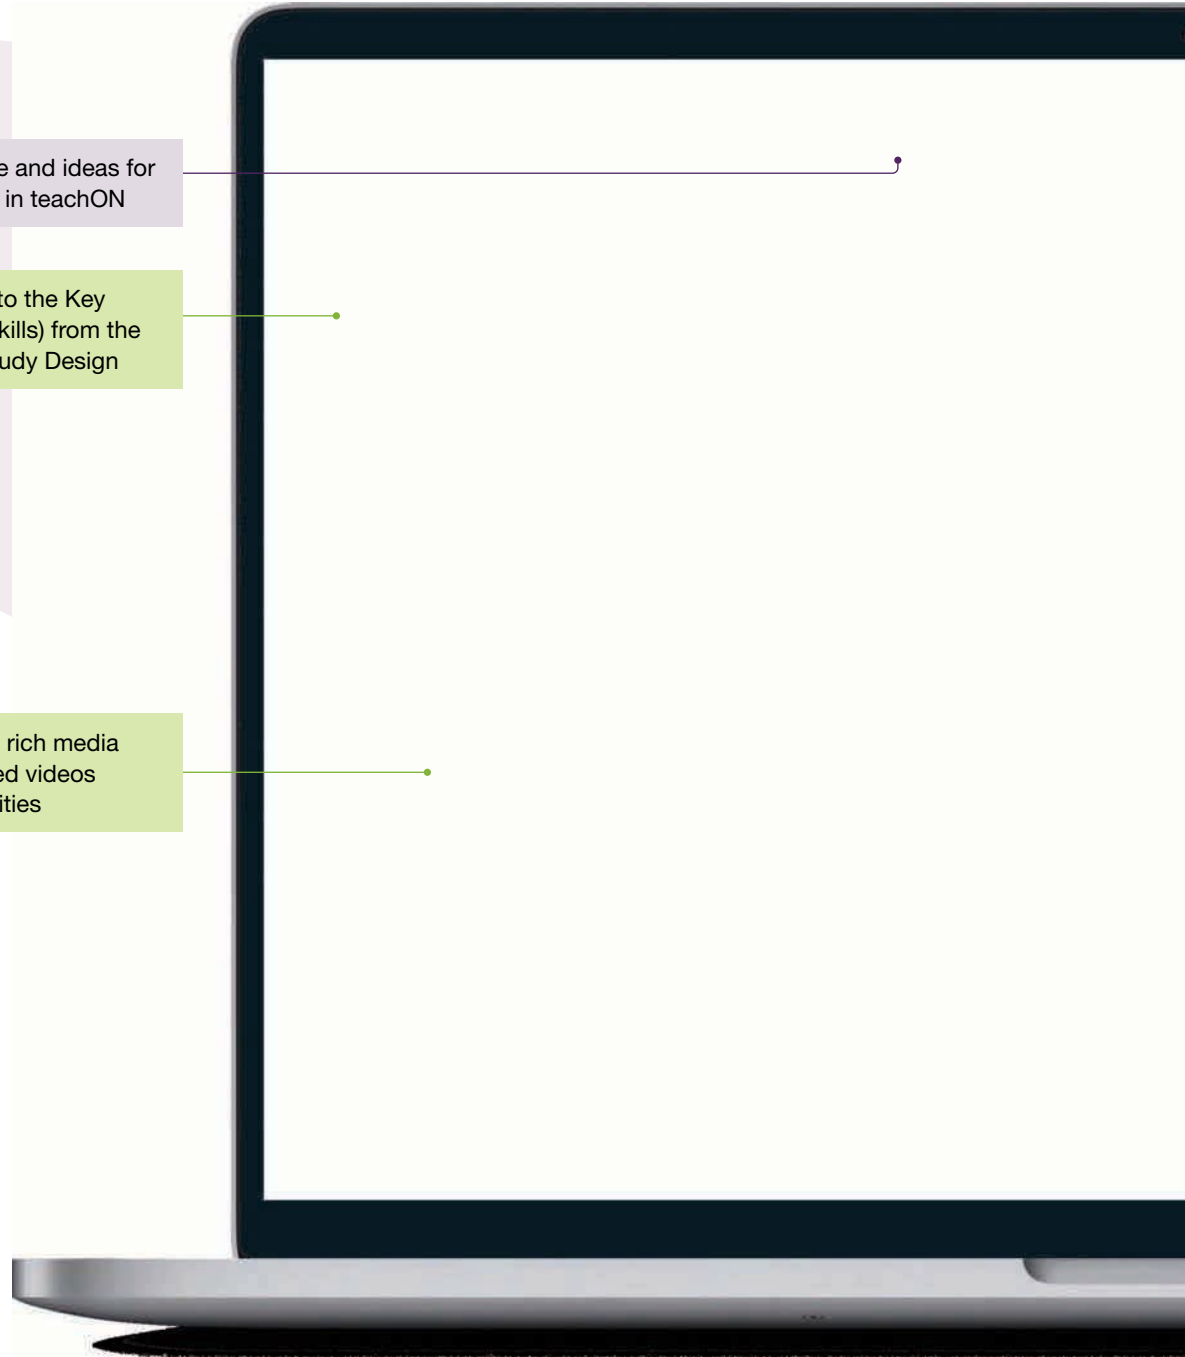 e and ideas for
in teachON
to the Key
kills) from the
udy Design
rich media
ed videos
ities